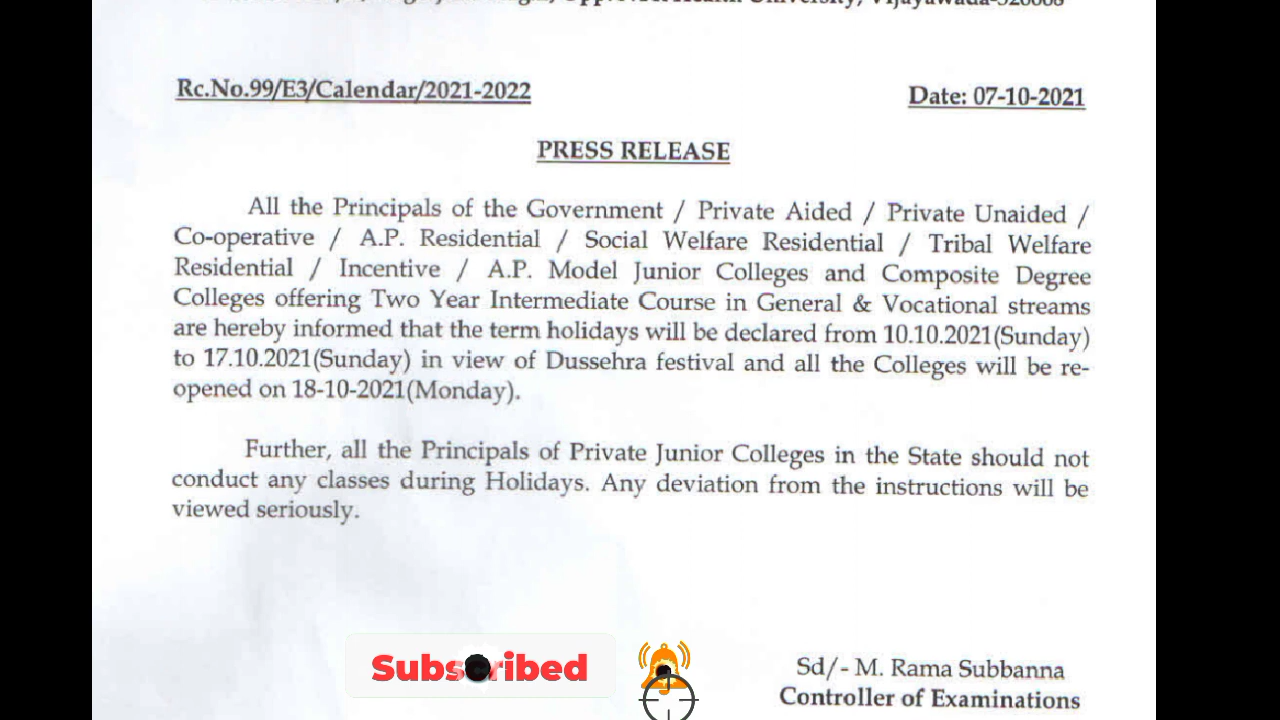 University, Vijayawada-520008
Rc.No.99/E3/Calendar/2021-2022
Date: 07-10-2021
PRESS RELEASE
All the Principals of the Government / Private Aided / Private Unaided /
Co-operative / A.P. Residential / Social Welfare Residential / Tribal Welfare
Residential / Incentive / A.P. Model Junior Colleges and Composite Degree
Colleges offering Two Year Intermediate Course in General & Vocational streams
are hereby informed that the term holidays will be declared from 10.10.2021(Sunday)
to 17.10.2021(Sunday) in view of Dussehra festival and all the Colleges will be re-
opened on 18-10-2021(Monday).
Further, all the Principals of Private Junior Colleges in the State should not
conduct any classes during Holidays. Any deviation from the instructions will be
viewed seriously.
Subscribed
Sd/- M. Rama Subbanna
Controller of Examinations